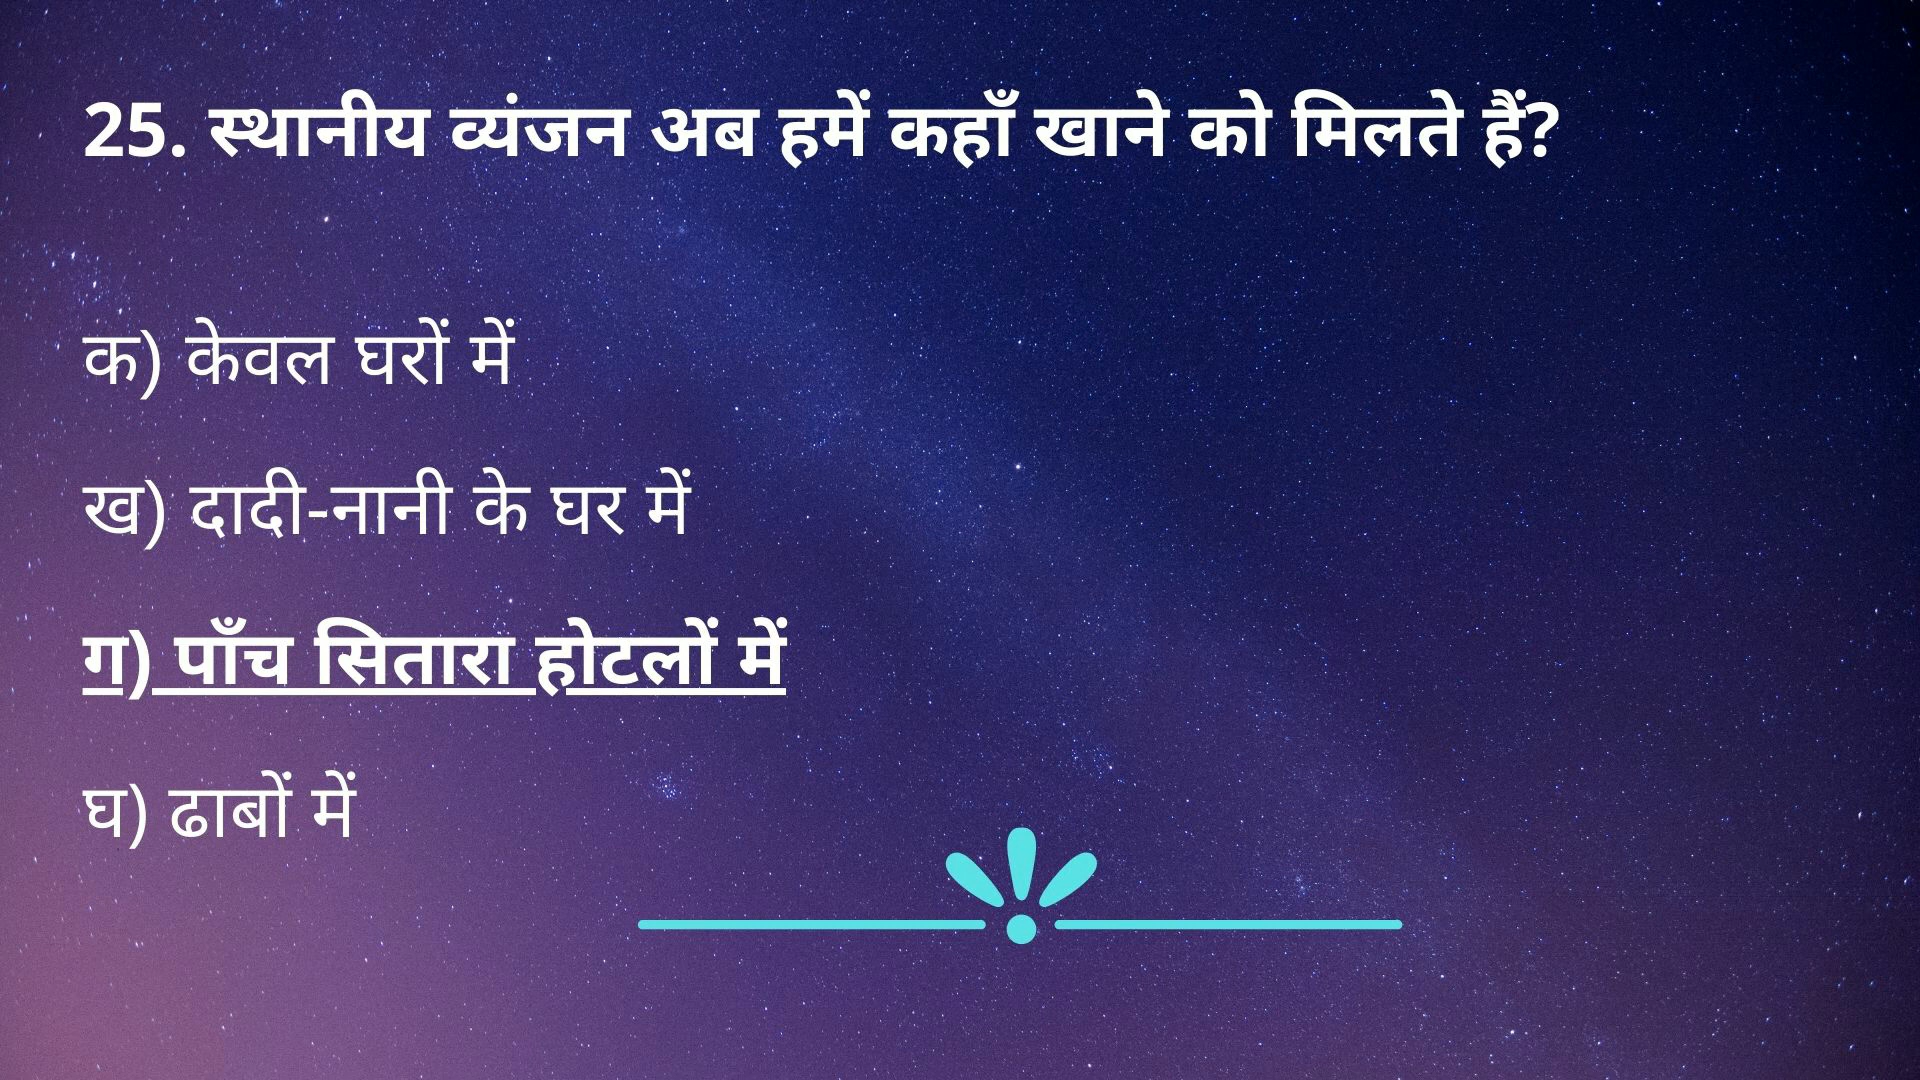 25. स्थानीय व्यंजन अब हमें कहाँ खाने को मिलते हैं?
क) केवल घरों में
ख) दादी-नानी के घर में
ग) पाँच सितारा होटलों में
घ) ढाबों में